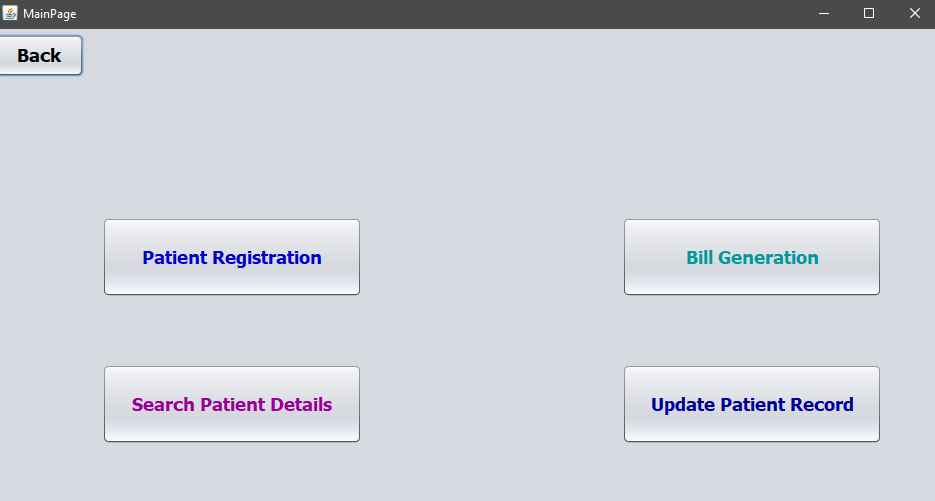 MainPage
Back
Patient Registration
Bill Generation
Search Patient Details
Update Patient Record